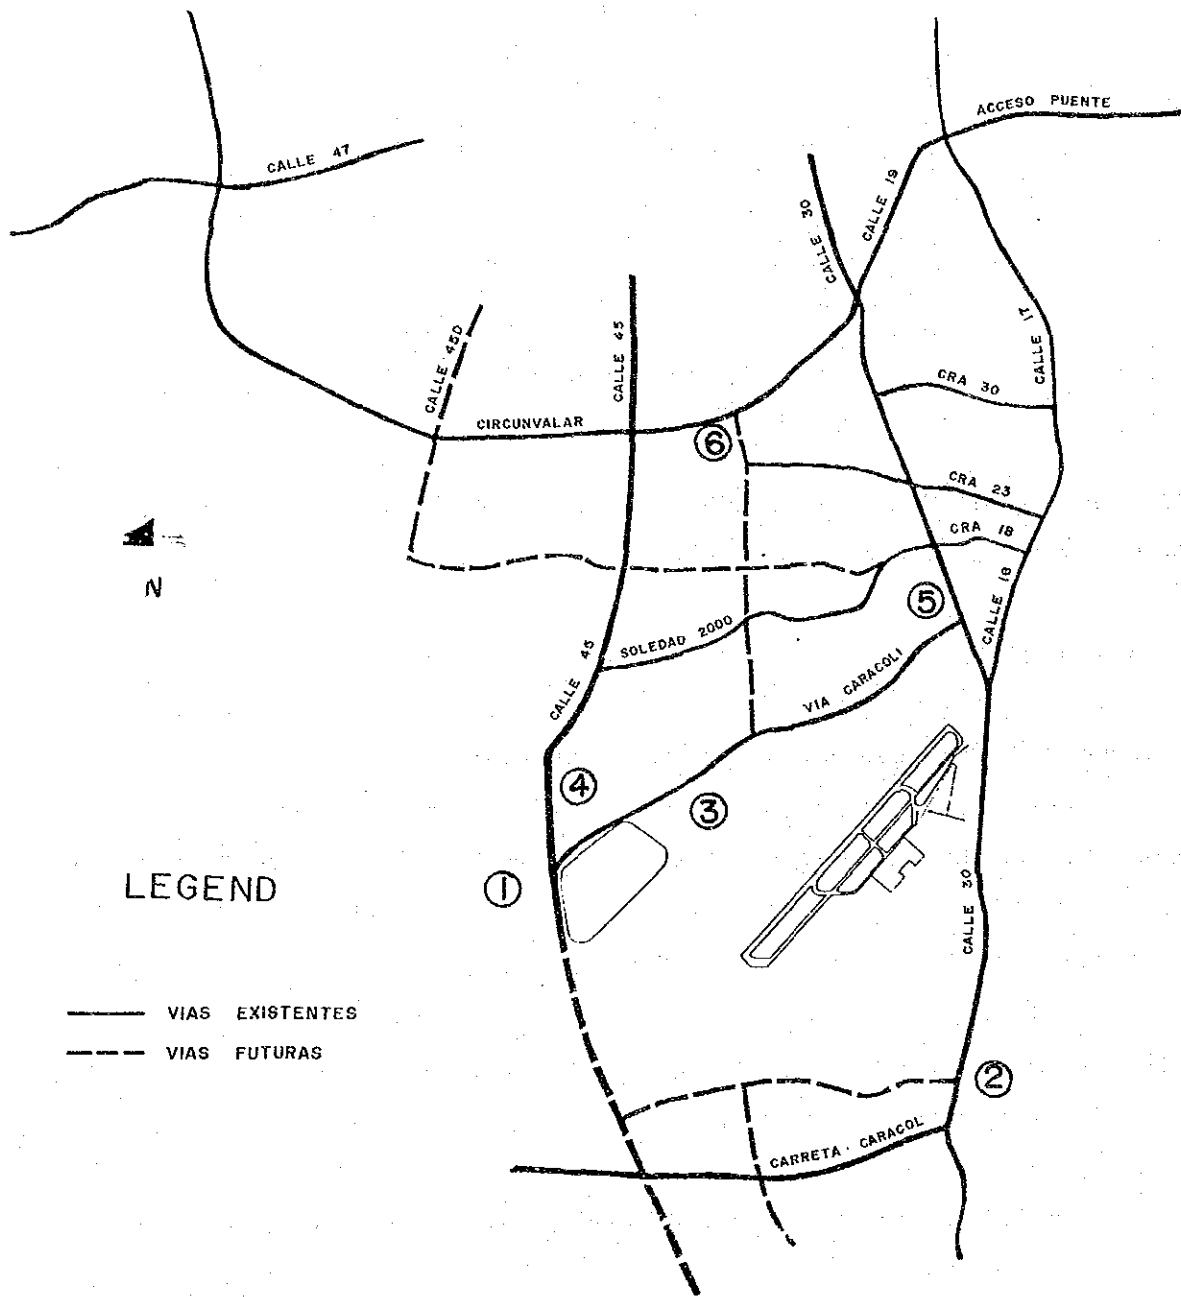 ACCESO PUENTE
CALLE 47
CALLE 30
CALLE 19
CALLE 45D
CALLE 45
CALLE 17
CRA 30
CIRCUNVALAR
6
CRA 23
CRA 18
N
5
CALLE 18
SOLEDAD 2000
CALLE 45
VIA CARACOLI
4
3
LEGEND
1
CALLE 30
VIAS EXISTENTES
VIAS FUTURAS
2
CARRETA - CARACOL